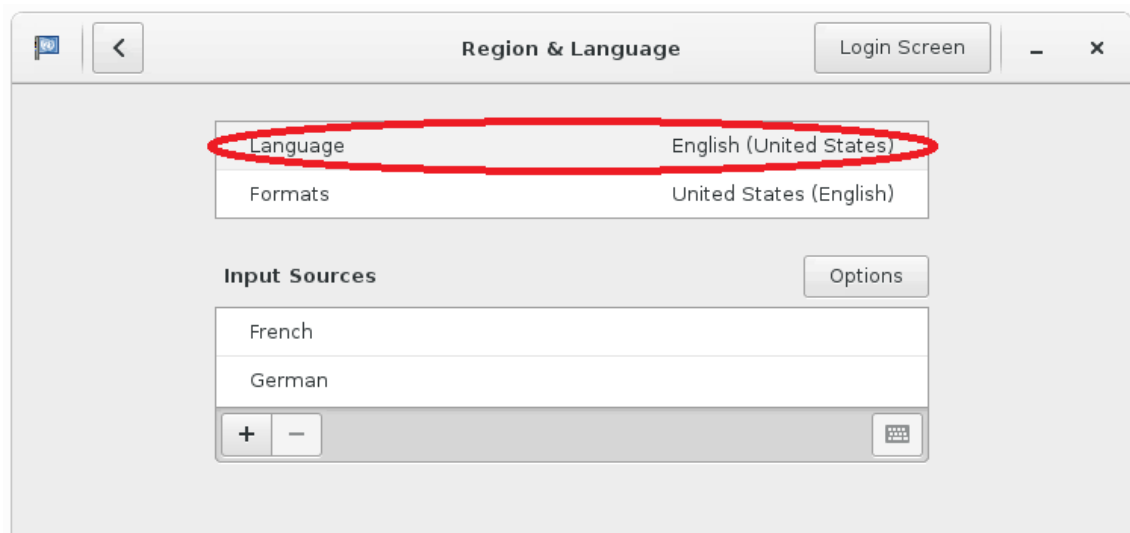 Region & Language
Login Screen
Language English (United States)
Formats United States (English)
Input Sources
Options
French
German